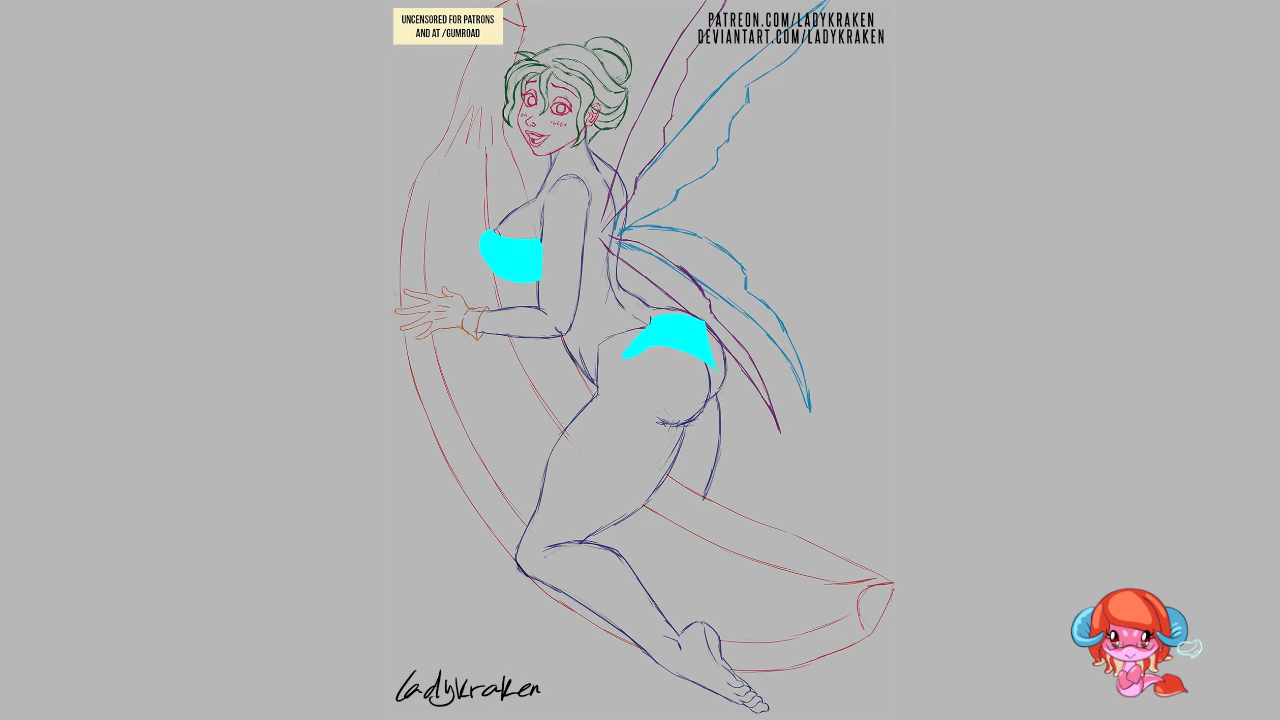 UNCENSORED FOR PATRONS
AND AT /GUMROAD
PATREON.COM/LADYKRAKEN
DEVIANTART.COM/LADYKRAKEN
Ladykraken